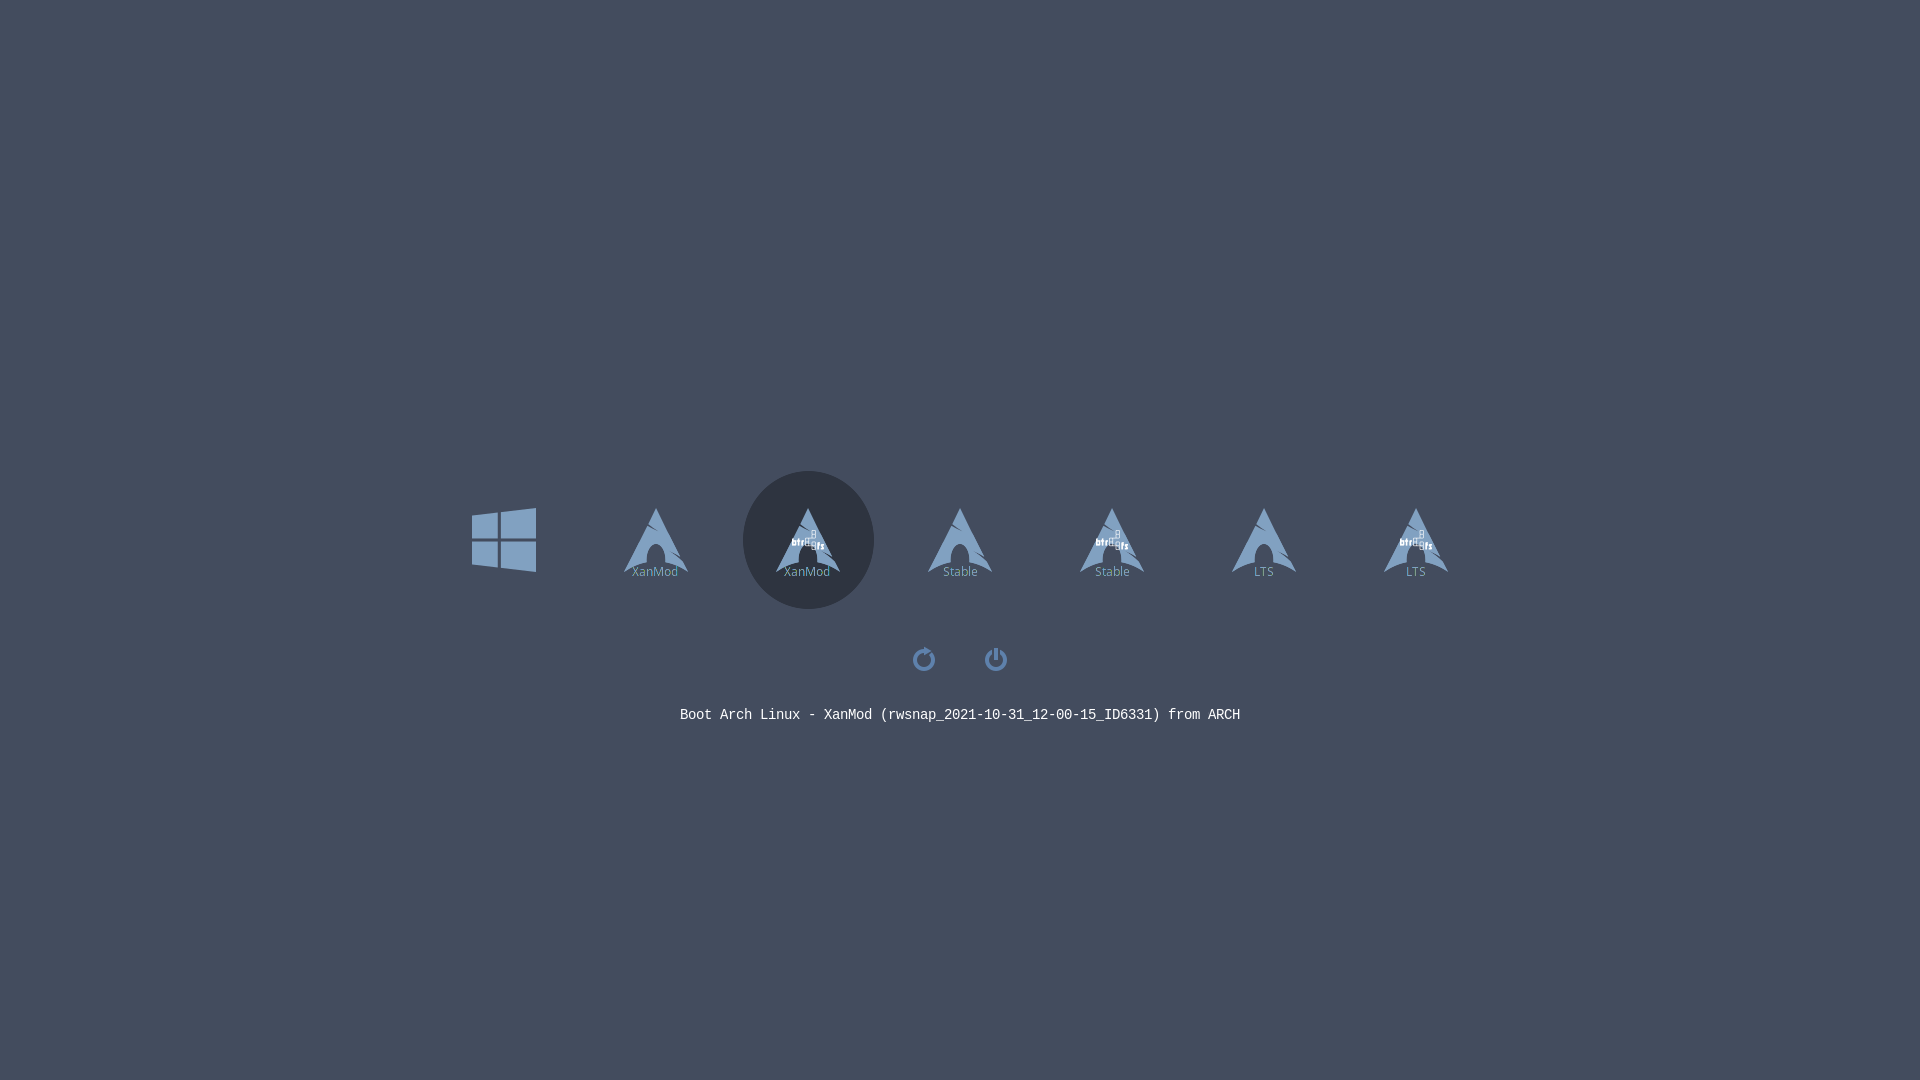 XanMod btrfs XanMod Stable btrfs Stable LTS btrfs LTS
Boot Arch Linux - XanMod (rwsnap_2021-10-31_12-00-15_ID6331) from ARCH